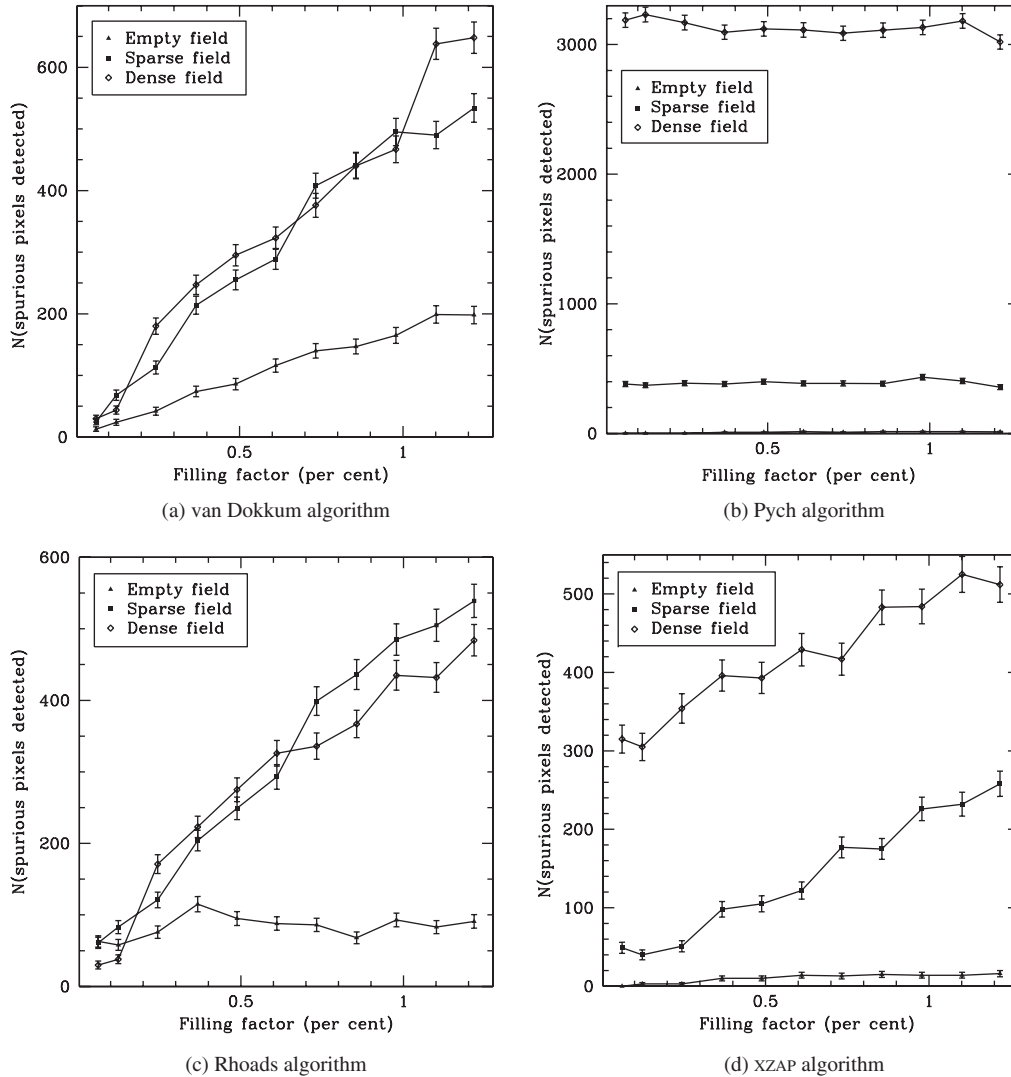 600
400
200
0
N(spurious pixels detected)
Empty field
Sparse field
Dense field
0.5
1
Filling factor (per cent)
(a) van Dokkum algorithm
3000
2000
1000
0
N(spurious pixels detected)
Empty field
Sparse field
Dense field
0.5
1
Filling factor (per cent)
(b) Pych algorithm
600
400
200
0
N(spurious pixels detected)
Empty field
Sparse field
Dense field
0.5
1
Filling factor (per cent)
(c) Rhoads algorithm
500
400
300
200
100
0
N(spurious pixels detected)
Empty field
Sparse field
Dense field
0.5
1
Filling factor (per cent)
(d) XZAP algorithm